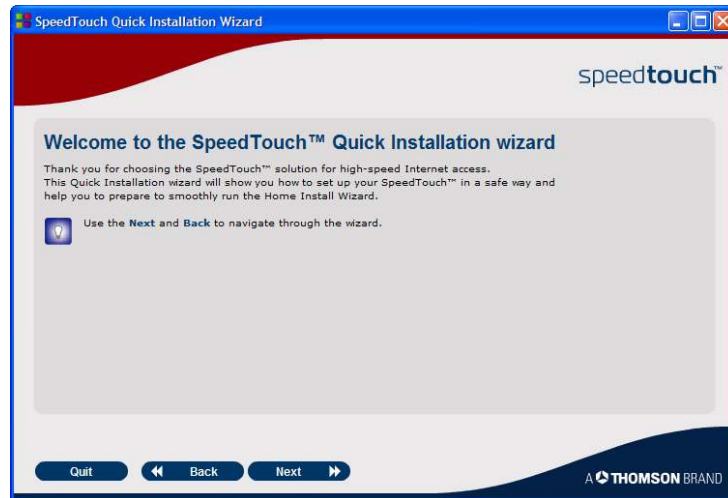 SpeedTouch Quick Installation Wizard
speedtouch™
Welcome to the SpeedTouch™ Quick Installation wizard
Thank you for choosing the SpeedTouch™ solution for high-speed Internet access.
This Quick Installation wizard will show you how to set up your SpeedTouch™ in a safe way and
help you to prepare to smoothly run the Home Install Wizard.
Use the Next and Back to navigate through the wizard.
Quit
Back
Next
A THOMSON BRAND